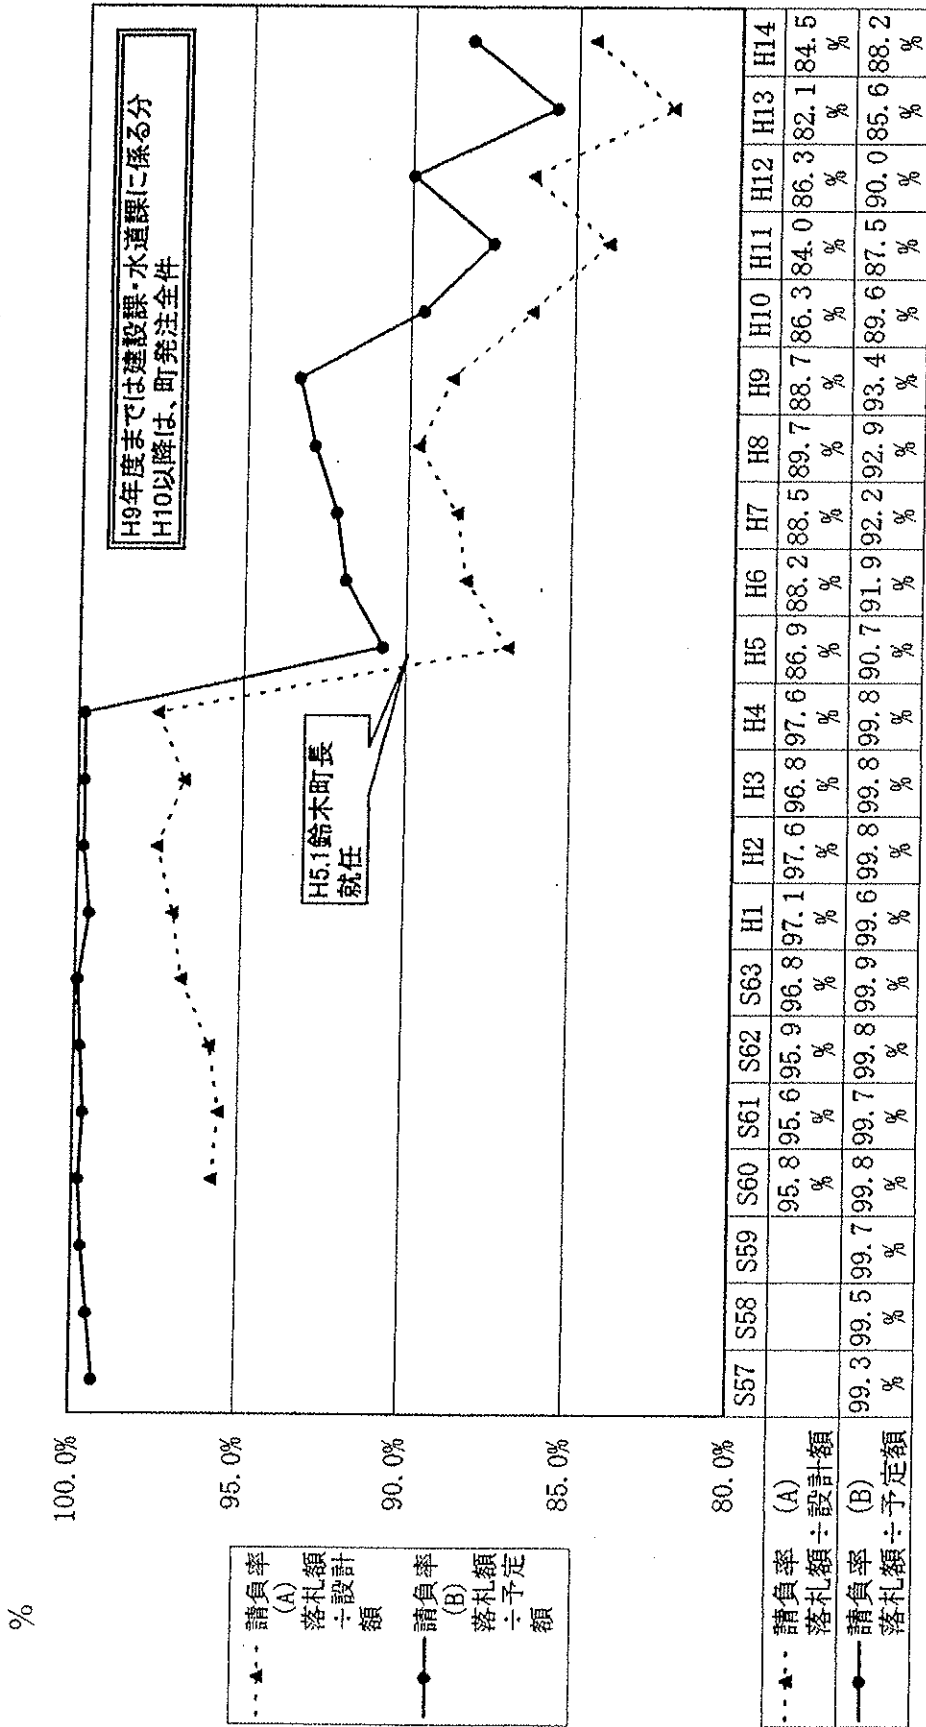 %
100.0%
95.0%
90.0%
85.0%
80.0%
H9年度までは建設課・水道課に係る分
H10以降は、町発注全件
H5.1鈴木町長
就任
請負率
(A)
落札額
÷設計
額
請負率
(B)
落札額
÷予定
額
S57 S58 S59 S60 S61 S62 S63 H1 H2 H3 H4 H5 H6 H7 H8 H9 H10 H11 H12 H13 H14
請負率 (A)
落札額÷設計額
95.8% 95.6% 95.9% 96.8% 97.1% 97.6% 96.8% 97.6% 86.9% 88.2% 88.5% 89.7% 88.7% 86.3% 84.0% 86.3% 82.1% 84.5%
請負率 (B)
落札額÷予定額
99.3% 99.5% 99.7% 99.8% 99.7% 99.8% 99.9% 99.6% 99.8% 99.8% 99.8% 90.7% 91.9% 92.2% 92.9% 93.4% 89.6% 87.5% 90.0% 85.6% 88.2%